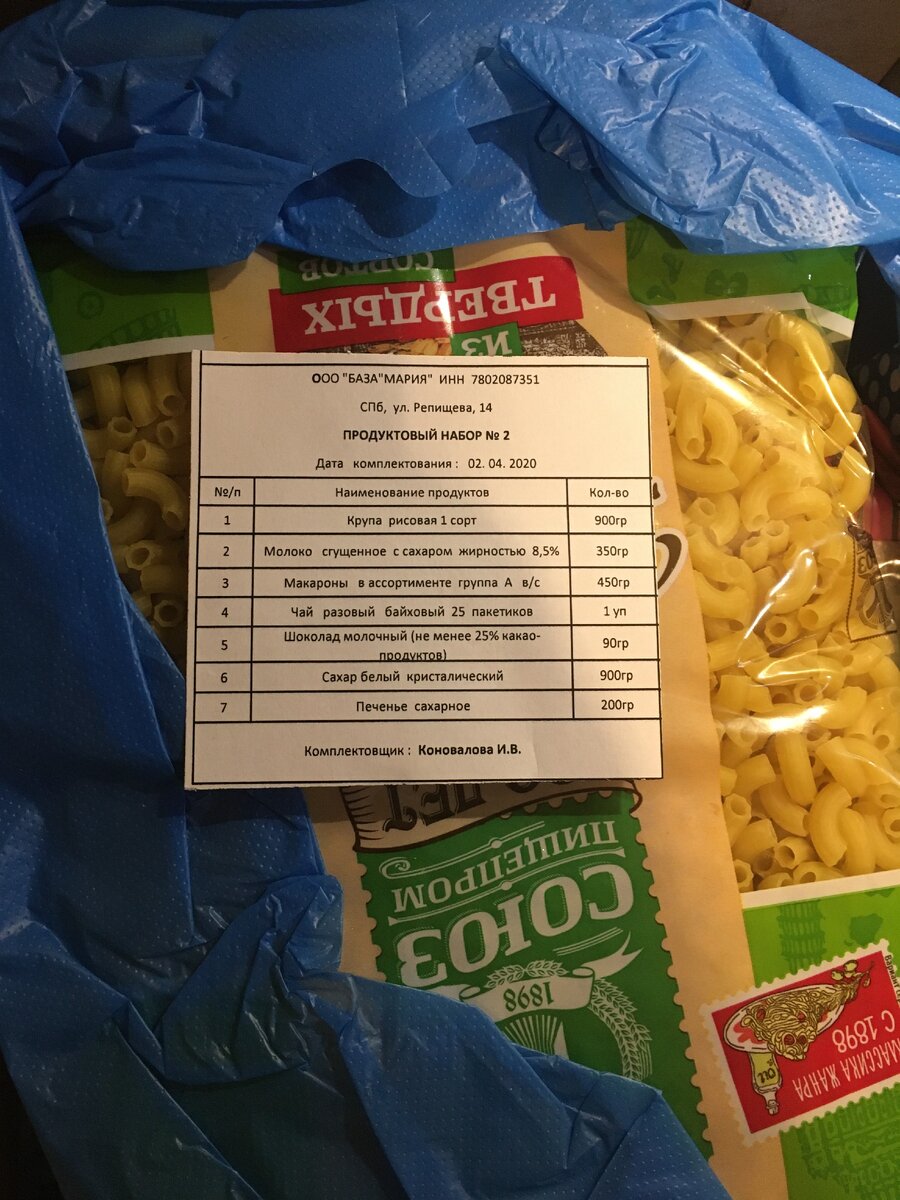 СОРТОВ
ТВЕРДЫХ
ИЗ
ООО "БАЗА"МАРИЯ" ИНН 7802087351
СПб, ул. Репищева, 14
ПРОДУКТОВЫЙ НАБОР № 2
Дата комплектования : 02. 04. 2020
№/п Наименование продуктов Кол-во
1 Крупа рисовая 1 сорт 900гр
2 Молоко сгущенное с сахаром жирностью 8,5% 350гр
3 Макароны в ассортименте группа А в/с 450гр
4 Чай разовый байховый 25 пакетиков 1 уп
5 Шоколад молочный (не менее 25% какао-
продуктов) 90гр
6 Сахар белый кристалический 900гр
7 Печенье сахарное 200гр
Комплектовщик : Коновалова И.В.
ЛЕТ
ПИЩЕПРОМ
СОЮЗ
1898
С 1898
КЛАССИКА ЖАНРА